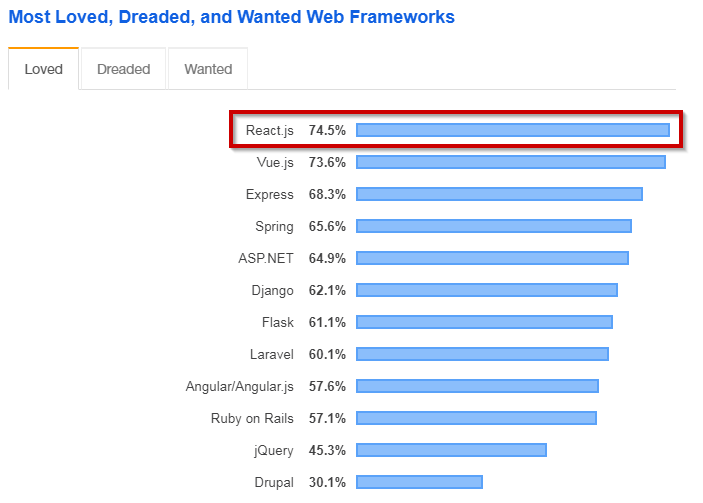 Most Loved, Dreaded, and Wanted Web Frameworks
Loved Dreaded Wanted
React.js 74.5%
Vue.js 73.6%
Express 68.3%
Spring 65.6%
ASP.NET 64.9%
Django 62.1%
Flask 61.1%
Laravel 60.1%
Angular/Angular.js 57.6%
Ruby on Rails 57.1%
jQuery 45.3%
Drupal 30.1%